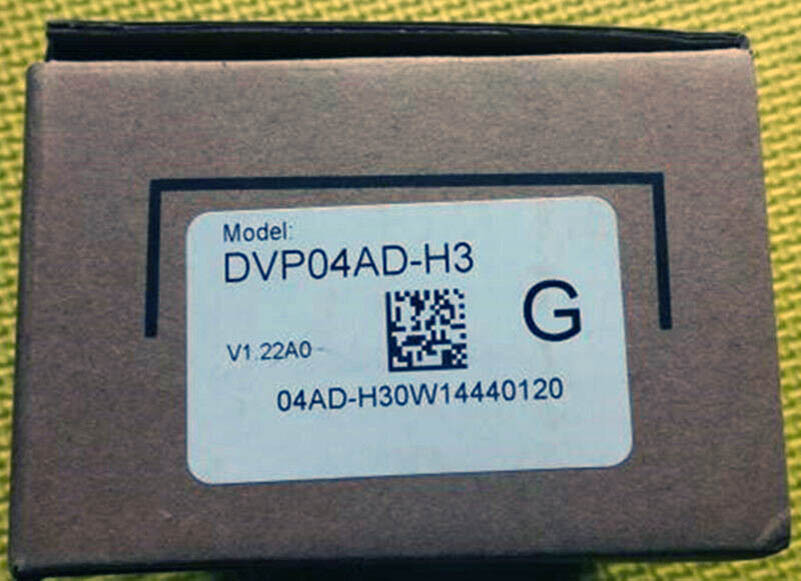 Model:
DVP04AD-H3
G
V1.22A0
04AD-H30W14440120